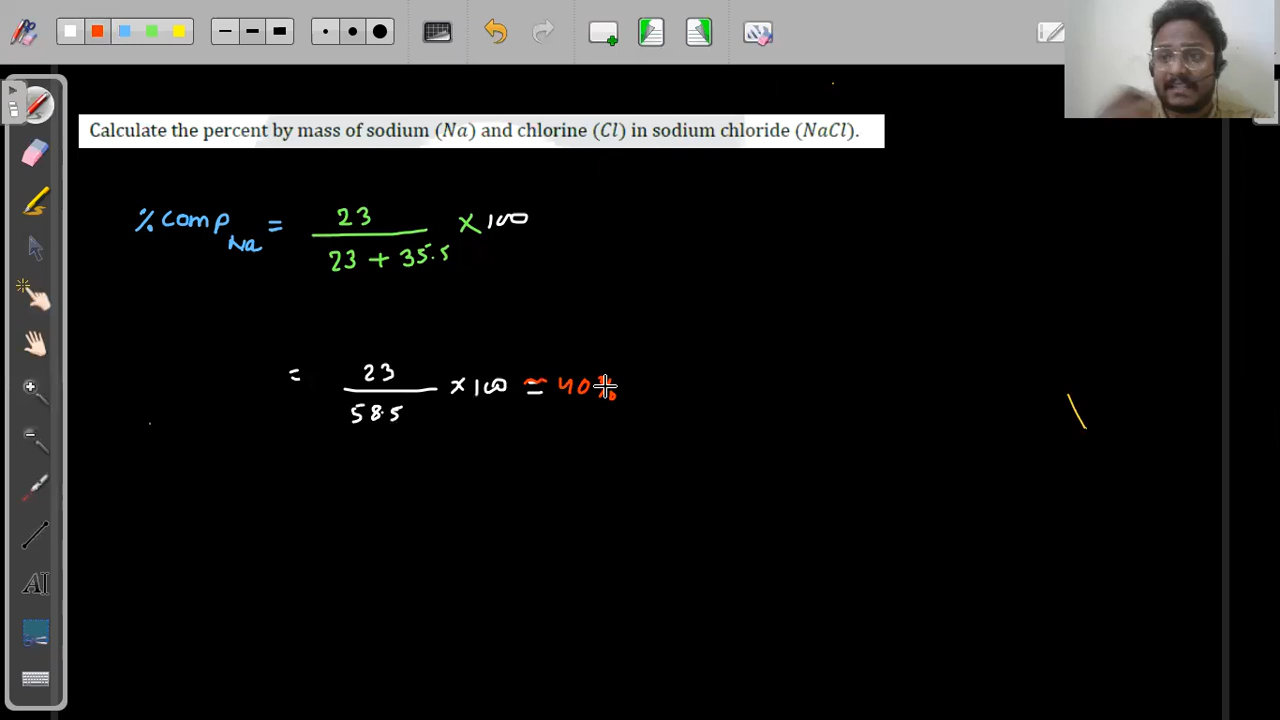 Calculate the percent by mass of sodium (Na) and chlorine (Cl) in sodium chloride (NaCl).
% Comp Na = 23 / 23 + 35.5 × 100
= 23 / 58.5 × 100 ≃ 40%
AI